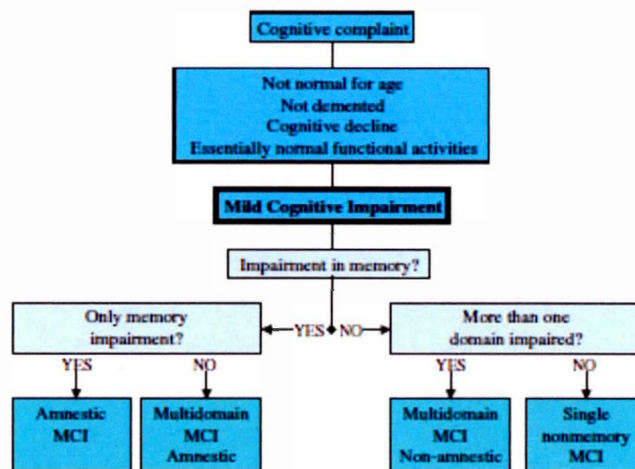 Cognitive complaint
Not normal for age
Not demented
Cognitive decline
Essentially normal functional activities
Mild Cognitive Impairment
Impairment in memory?
YES NO
Only memory
impairment?
More than one
domain impaired?
YES NO
YES NO
Amnestic
MCI
Multidomain
MCI
Amnestic
Multidomain
MCI
Non-amnestic
Single
nonmemory
MCI